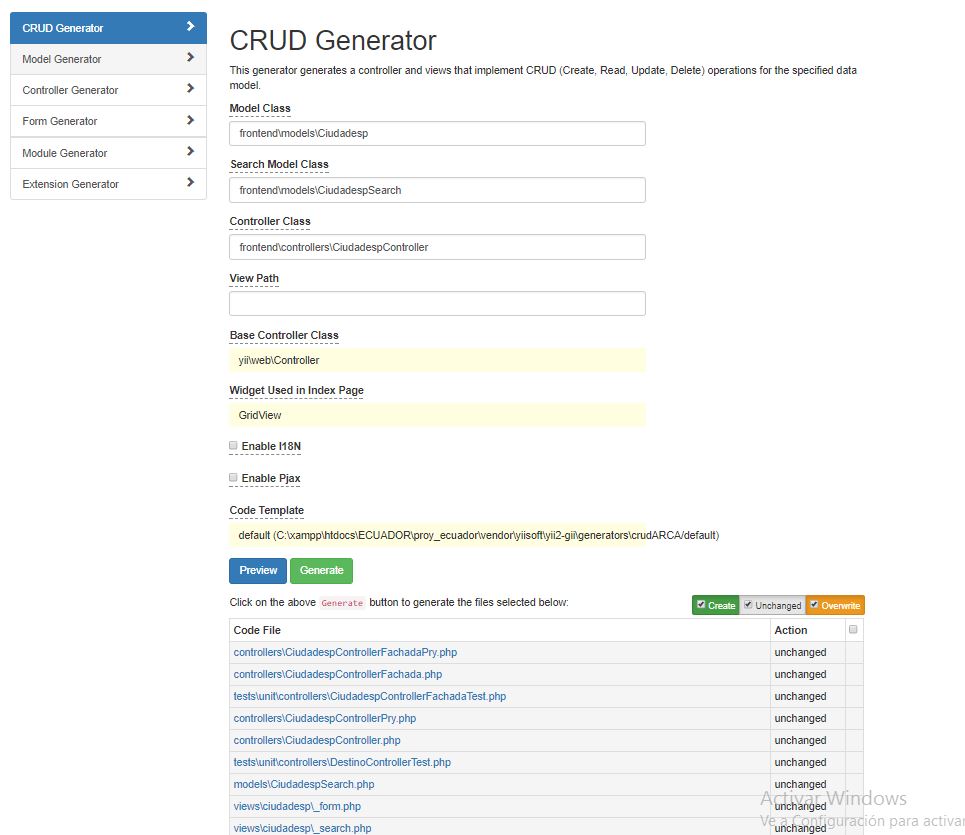 CRUD Generator
Model Generator
Controller Generator
Form Generator
Module Generator
Extension Generator
CRUD Generator
This generator generates a controller and views that implement CRUD (Create, Read, Update, Delete) operations for the specified data
model.
Model Class
frontend\models\Ciudadesp
Search Model Class
frontend\models\CiudadespSearch
Controller Class
frontend\controllers\CiudadespController
View Path
Base Controller Class
yii\web\Controller
Widget Used in Index Page
GridView
Enable I18N
Enable Pjax
Code Template
default (C:\xampp\htdocs\ECUADOR\proy_ecuador\vendor\yiisoft\yii2-gii\generators\crudARCA/default)
Preview Generate
Click on the above Generate button to generate the files selected below:
Create Unchanged Overwrite
Code File Action
controllers\CiudadespControllerFachadaPry.php unchanged
controllers\CiudadespControllerFachada.php unchanged
tests\unit\controllers\CiudadespControllerFachadaTest.php unchanged
controllers\CiudadespControllerPry.php unchanged
controllers\CiudadespController.php unchanged
tests\unit\controllers\DestinoControllerTest.php unchanged
models\CiudadespSearch.php unchanged
views\ciudadesp\_form.php unchanged
views\ciudadesp\_search.php unchanged
Activar Windows
Ve a Configuración para activar